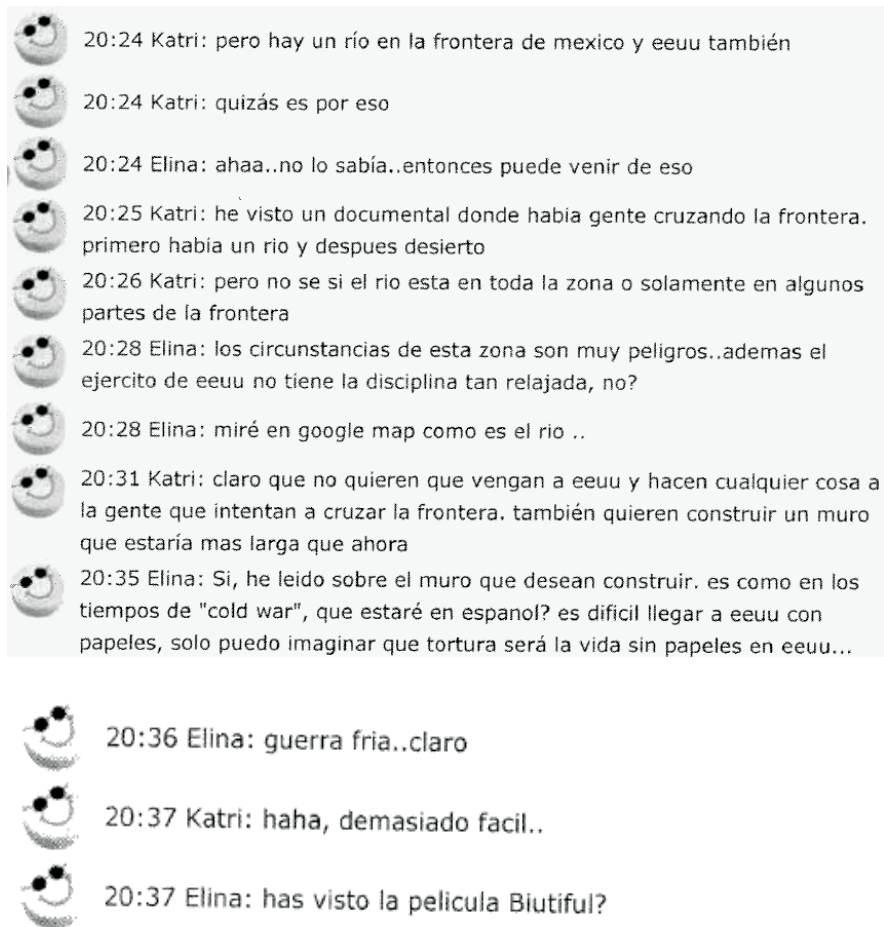 20:24 Katri: pero hay un río en la frontera de mexico y eeuu también
20:24 Katri: quizás es por eso
20:24 Elina: ahaa..no lo sabía..entonces puede venir de eso
20:25 Katri: he visto un documental donde habia gente cruzando la frontera.
primero habia un rio y despues desierto
20:26 Katri: pero no se si el rio esta en toda la zona o solamente en algunos
partes de la frontera
20:28 Elina: los circunstancias de esta zona son muy peligros..ademas el
ejercito de eeuu no tiene la disciplina tan relajada, no?
20:28 Elina: miré en google map como es el rio ..
20:31 Katri: claro que no quieren que vengan a eeuu y hacen cualquier cosa a
la gente que intentan a cruzar la frontera. también quieren construir un muro
que estaría mas larga que ahora
20:35 Elina: Si, he leido sobre el muro que desean construir. es como en los
tiempos de "cold war", que estaré en espanol? es dificil llegar a eeuu con
papeles, solo puedo imaginar que tortura será la vida sin papeles en eeuu...
20:36 Elina: guerra fria..claro
20:37 Katri: haha, demasiado facil..
20:37 Elina: has visto la pelicula Biutiful?